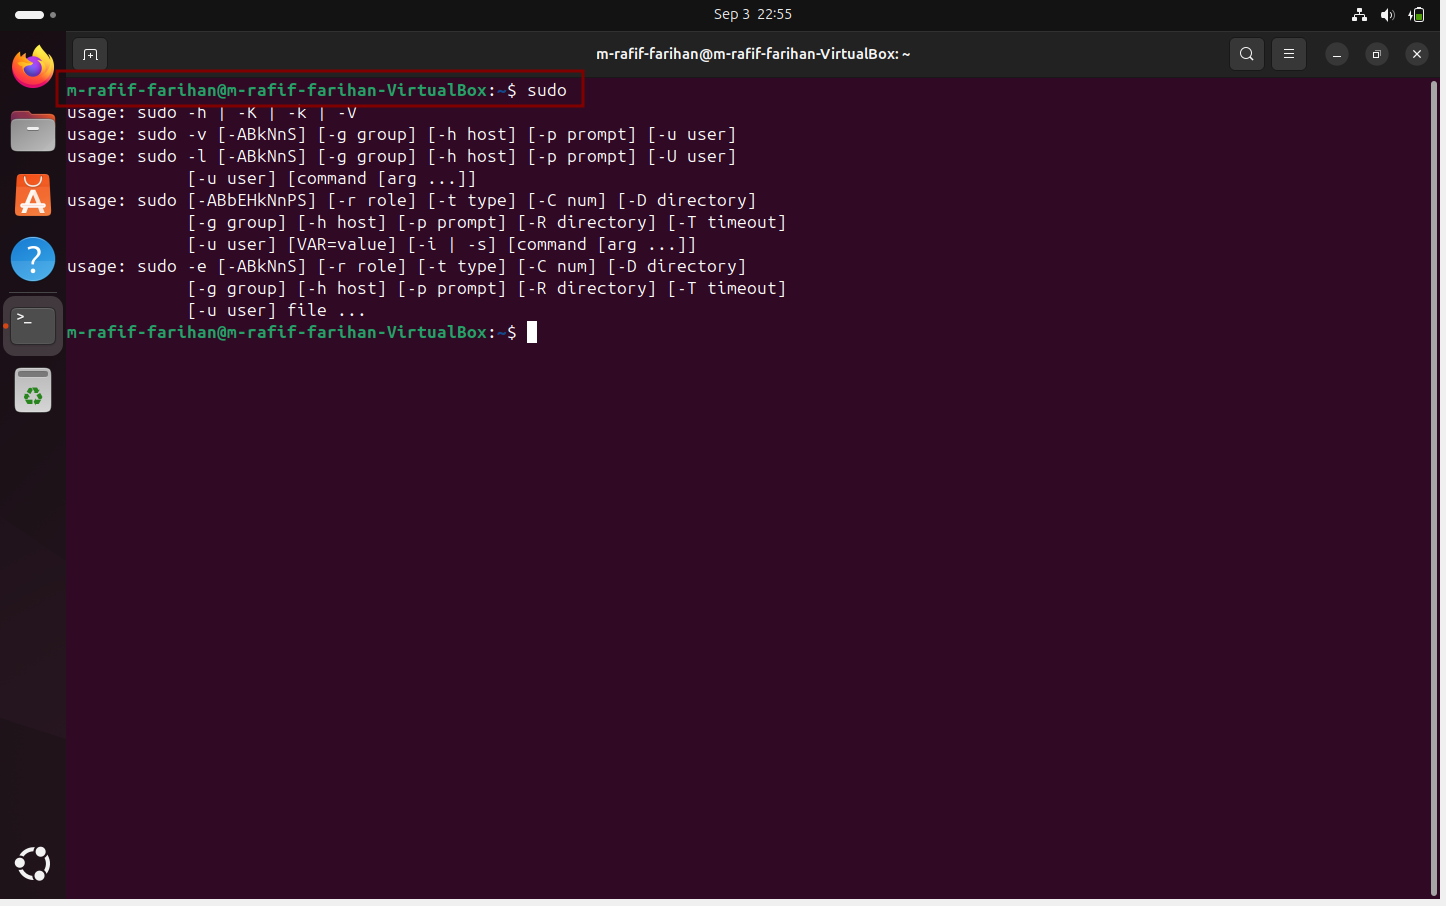 Sep 3 22:55
m-rafif-farihan@m-rafif-farihan-VirtualBox: ~
m-rafif-farihan@m-rafif-farihan-VirtualBox:~$ sudo
usage: sudo -h | -K | -k | -V
usage: sudo -v [-ABkNnS] [-g group] [-h host] [-p prompt] [-u user]
usage: sudo -l [-ABkNnS] [-g group] [-h host] [-p prompt] [-U user]
            [-u user] [command [arg ...]]
usage: sudo [-ABbEHkNnPS] [-r role] [-t type] [-C num] [-D directory]
            [-g group] [-h host] [-p prompt] [-R directory] [-T timeout]
            [-u user] [VAR=value] [-i | -s] [command [arg ...]]
usage: sudo -e [-ABkNnS] [-r role] [-t type] [-C num] [-D directory]
            [-g group] [-h host] [-p prompt] [-R directory] [-T timeout]
            [-u user] file ...
m-rafif-farihan@m-rafif-farihan-VirtualBox:~$